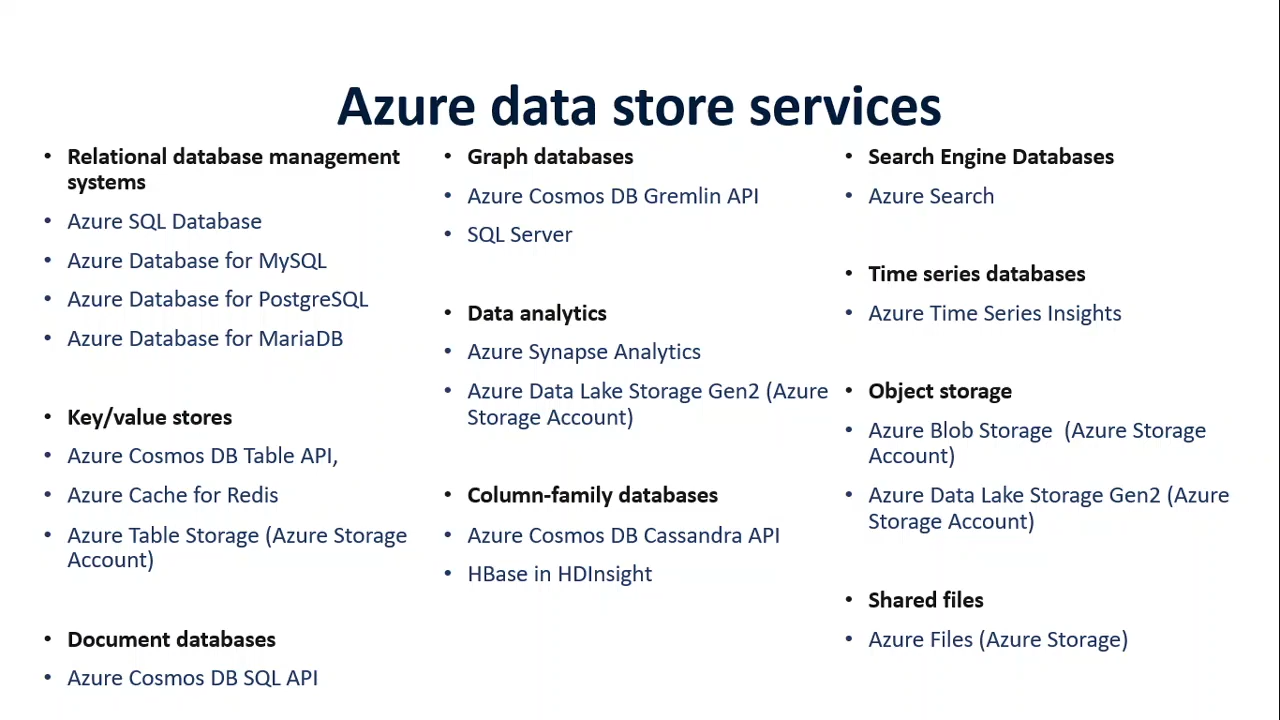 Azure data store services
• Relational database management
systems
• Azure SQL Database
• Azure Database for MySQL
• Azure Database for PostgreSQL
• Azure Database for MariaDB
• Key/value stores
• Azure Cosmos DB Table API,
• Azure Cache for Redis
• Azure Table Storage (Azure Storage
Account)
• Document databases
• Azure Cosmos DB SQL API
• Graph databases
• Azure Cosmos DB Gremlin API
• SQL Server
• Data analytics
• Azure Synapse Analytics
• Azure Data Lake Storage Gen2 (Azure
Storage Account)
• Column-family databases
• Azure Cosmos DB Cassandra API
• HBase in HDInsight
• Search Engine Databases
• Azure Search
• Time series databases
• Azure Time Series Insights
• Object storage
• Azure Blob Storage  (Azure Storage
Account)
• Azure Data Lake Storage Gen2 (Azure
Storage Account)
• Shared files
• Azure Files (Azure Storage)